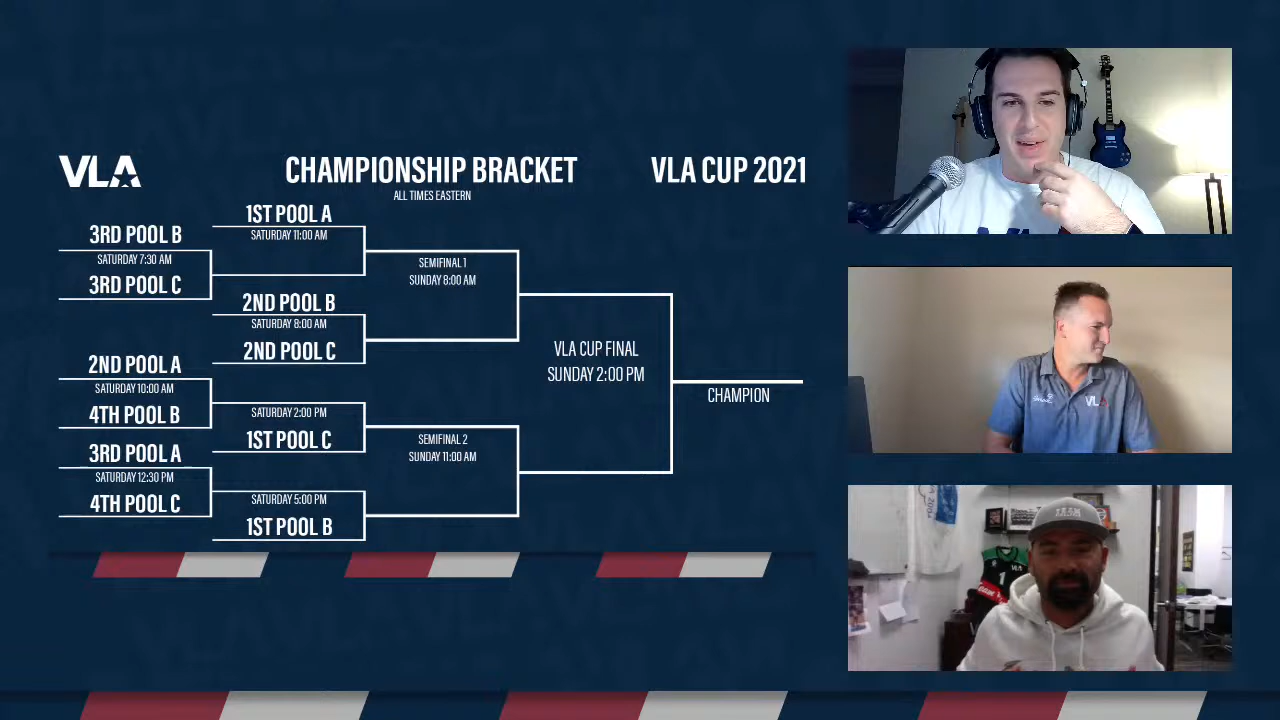 VLA
CHAMPIONSHIP BRACKET
ALL TIMES EASTERN
VLA CUP 2021
3RD POOL B
SATURDAY 7:30 AM
3RD POOL C
1ST POOL A
SATURDAY 11:00 AM
2ND POOL B
SATURDAY 8:00 AM
2ND POOL C
2ND POOL A
SATURDAY 10:00 AM
4TH POOL B
3RD POOL A
SATURDAY 12:30 PM
4TH POOL C
SATURDAY 2:00 PM
1ST POOL C
SATURDAY 5:00 PM
1ST POOL B
SEMIFINAL 1
SUNDAY 8:00 AM
SEMIFINAL 2
SUNDAY 11:00 AM
VLA CUP FINAL
SUNDAY 2:00 PM
CHAMPION
VLA
VLA
1